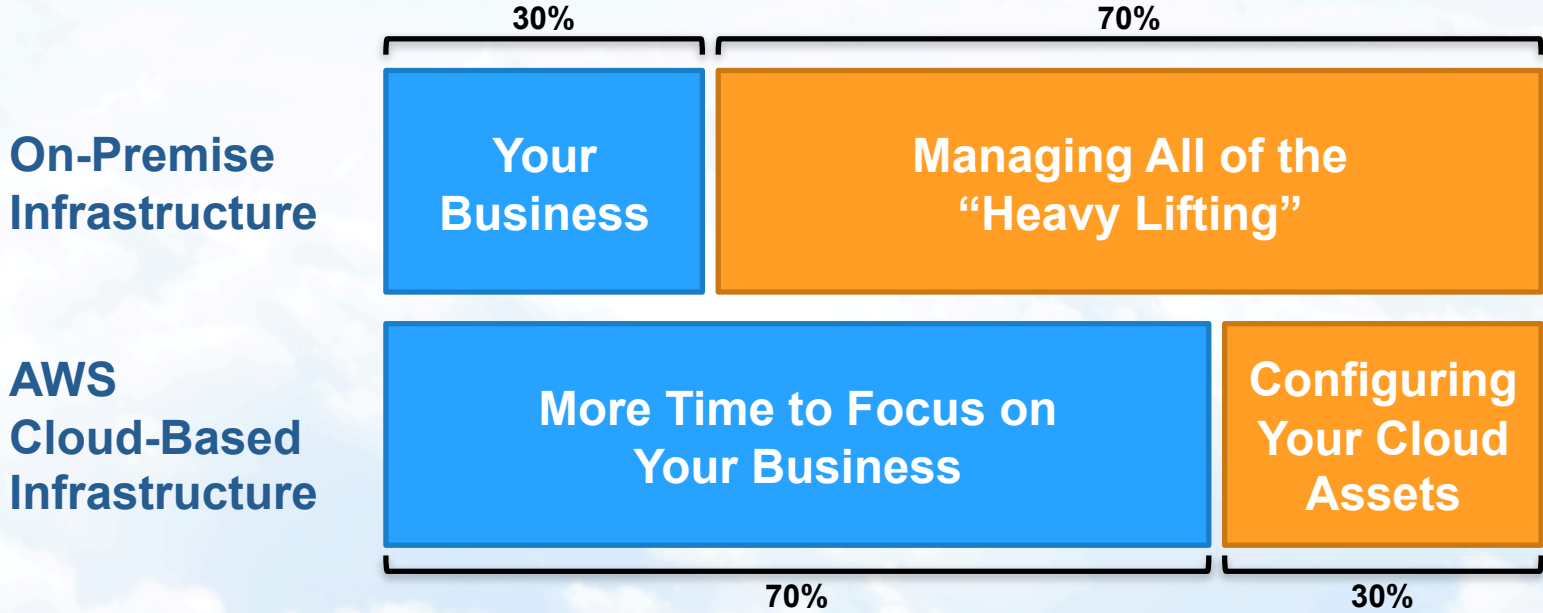 30%
70%
On-Premise
Infrastructure
Your
Business
Managing All of the
“Heavy Lifting”
AWS
Cloud-Based
Infrastructure
More Time to Focus on
Your Business
Configuring
Your Cloud
Assets
70%
30%